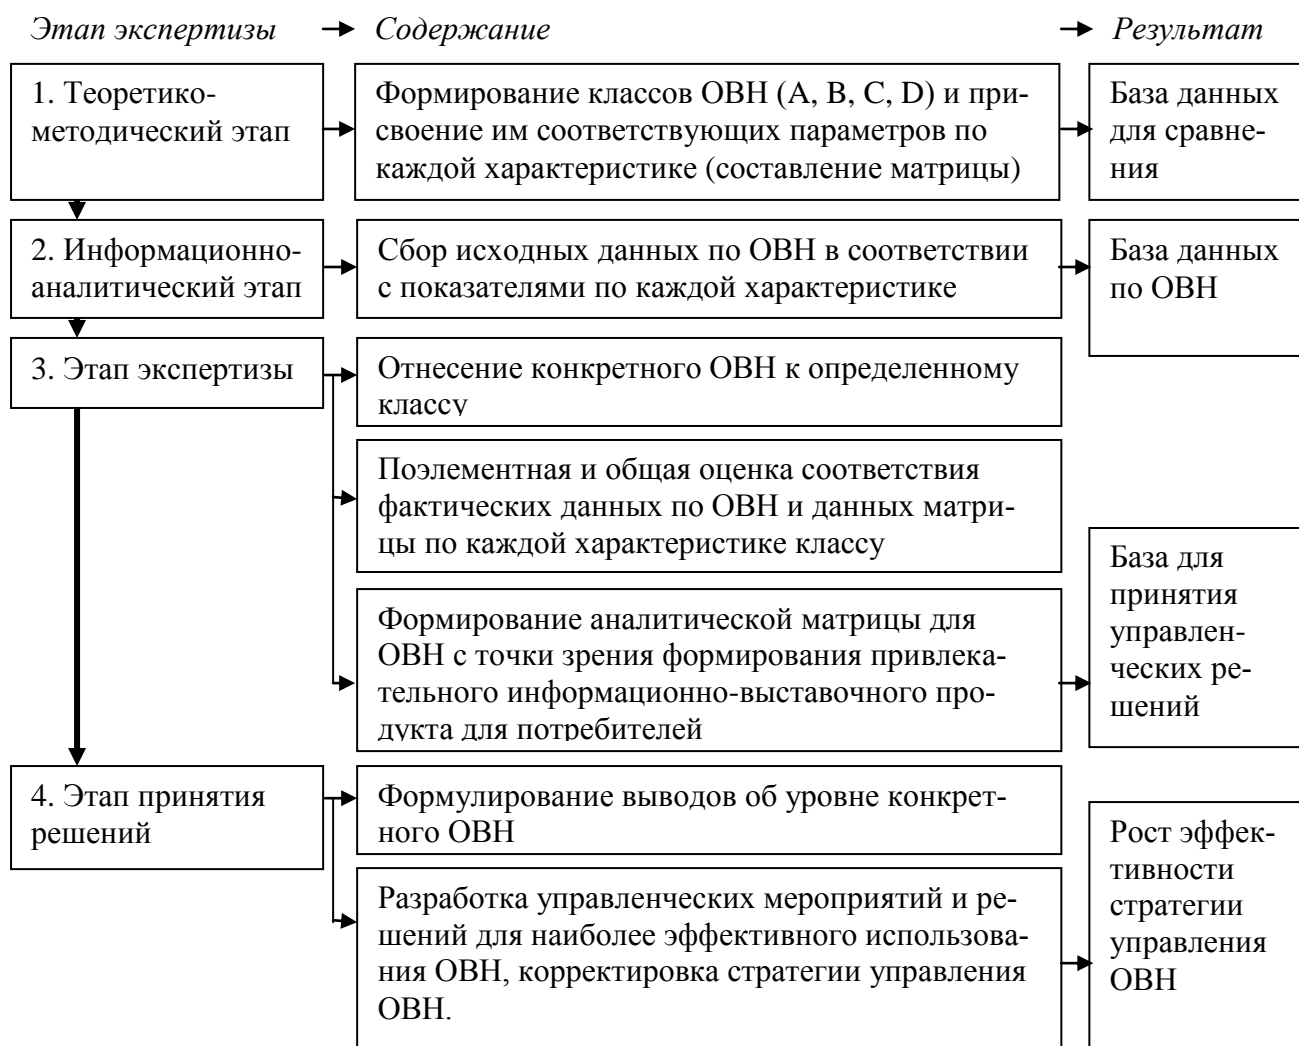 Этап экспертизы
Содержание
Результат
1. Теоретико-
методический этап
Формирование классов ОВН (A, B, C, D) и при-
своение им соответствующих параметров по
каждой характеристике (составление матрицы)
База данных
для сравне-
ния
2. Информационно-
аналитический этап
Сбор исходных данных по ОВН в соответствии
с показателями по каждой характеристике
База данных
по ОВН
3. Этап экспертизы
Отнесение конкретного ОВН к определенному
классу
Поэлементная и общая оценка соответствия
фактических данных по ОВН и данных матри-
цы по каждой характеристике классу
Формирование аналитической матрицы для
ОВН с точки зрения формирования привлека-
тельного информационно-выставочного про-
дукта для потребителей
База для
принятия
управлен-
ческих ре-
шений
4. Этап принятия
решений
Формулирование выводов об уровне конкрет-
ного ОВН
Разработка управленческих мероприятий и ре-
шений для наиболее эффективного использова-
ния ОВН, корректировка стратегии управления
ОВН.
Рост эффек-
тивности
стратегии
управления
ОВН